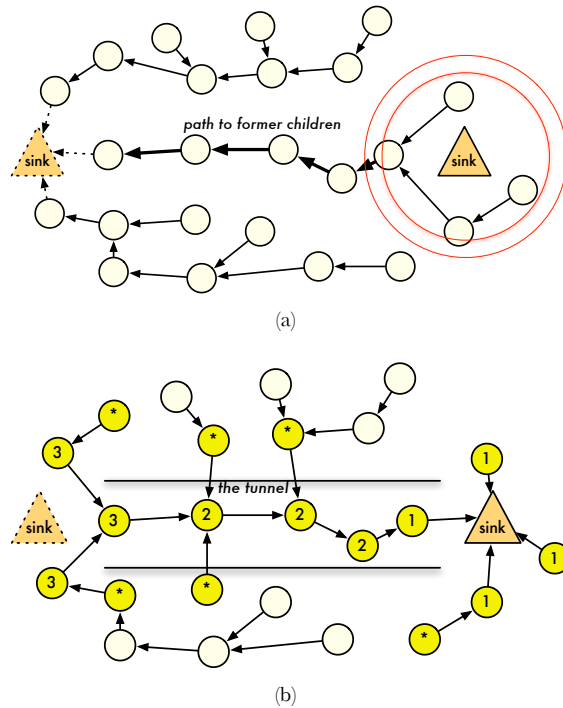 path to former children
sink
sink
(a)
*
*
*
1
3
the tunnel
sink
3
2
2
1
sink
2
1
3
*
*
1
*
(b)